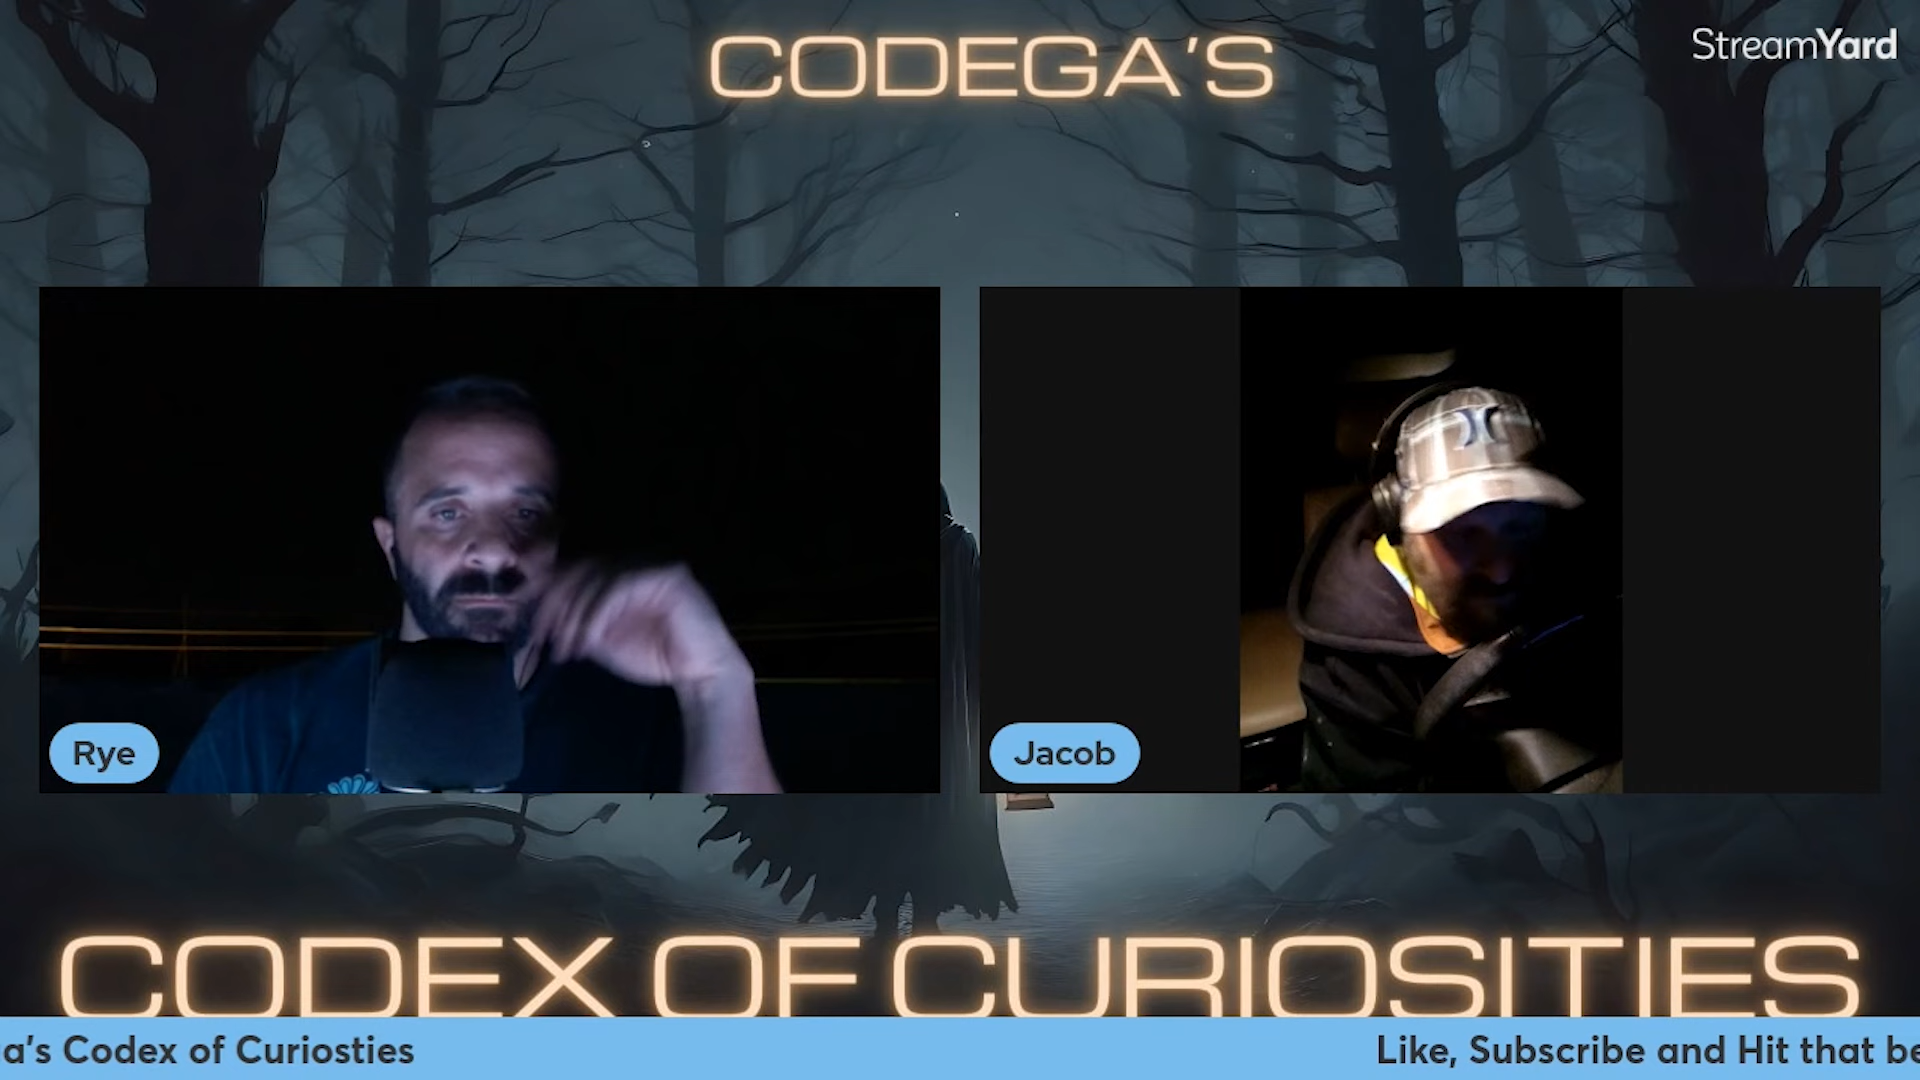 CODEGA'S
StreamYard
Rye
Jacob
CODEX OF CURIOSITIES
a's Codex of Curiosties
Like, Subscribe and Hit that be